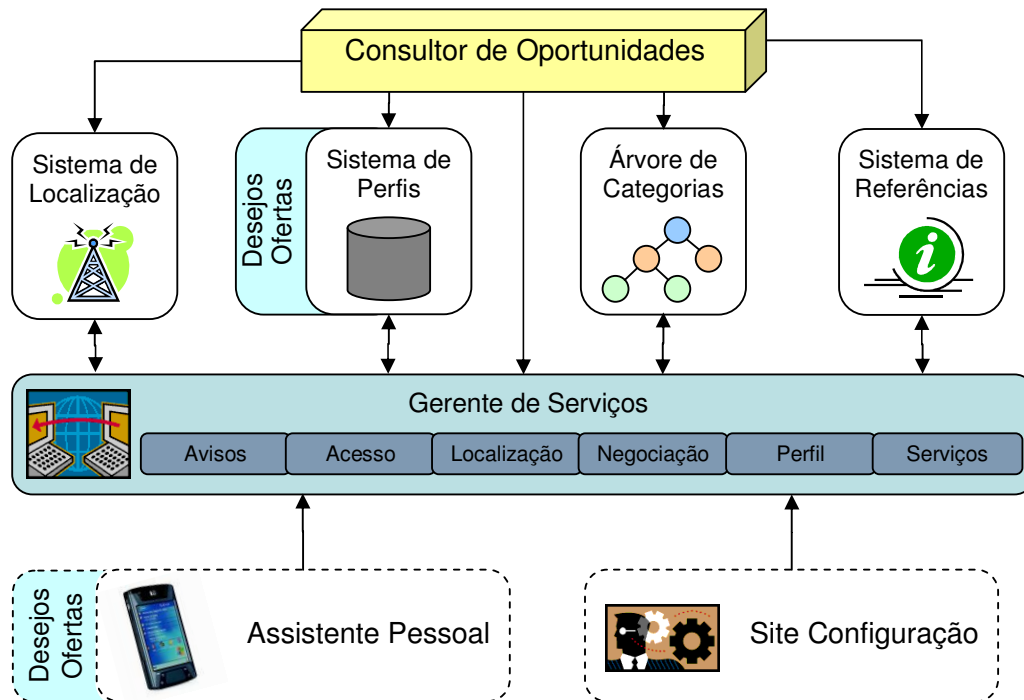 Consultor de Oportunidades
Sistema de
Localização
Desejos
Ofertas
Sistema de
Perfis
Árvore de
Categorias
Sistema de
Referências
i
Gerente de Serviços
Avisos
Acesso
Localização
Negociação
Perfil
Serviços
Desejos
Ofertas
Assistente Pessoal
Site Configuração